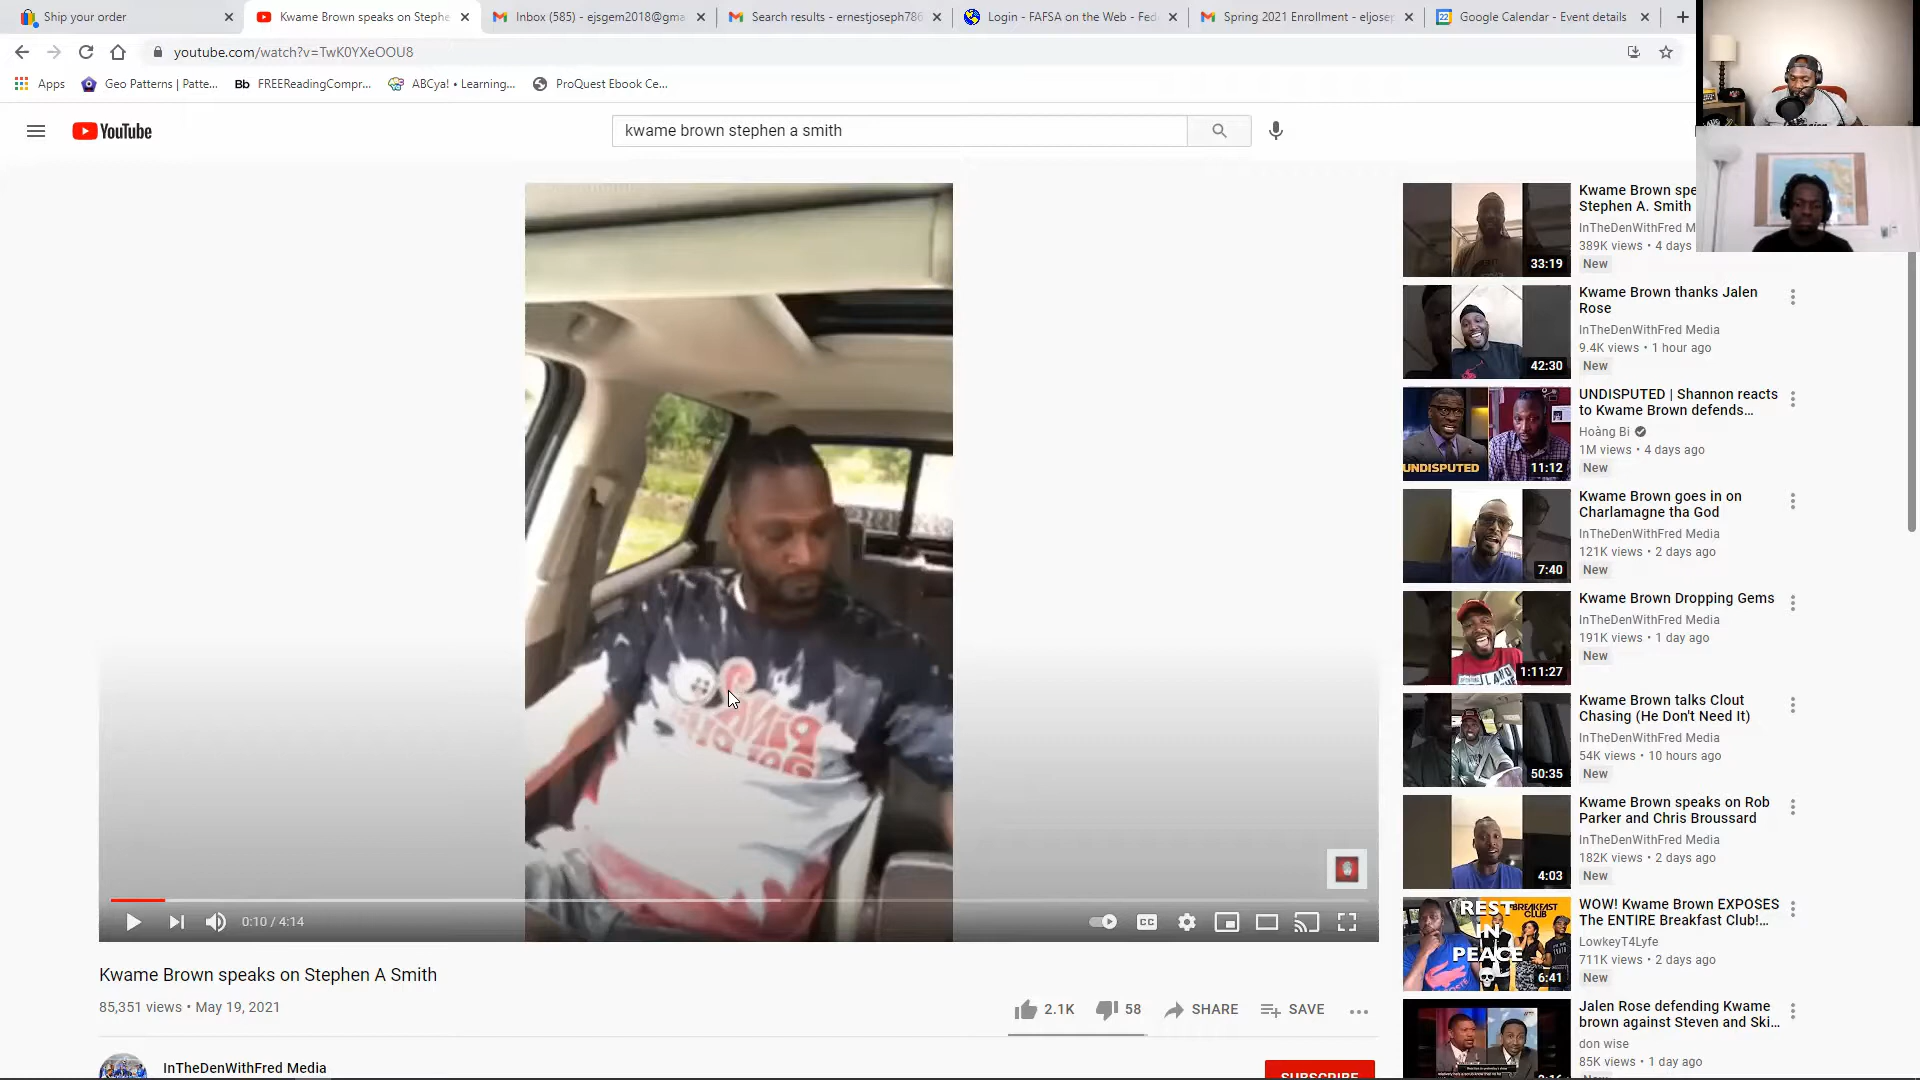 Ship your order
Kwame Brown speaks on Stephe
Inbox (585) - ejsgem2018@gma
Search results - ernestjoseph786
Login - FAFSA on the Web - Fed
Spring 2021 Enrollment - eljosep
Google Calendar - Event details
youtube.com/watch?v=TwK0YXeOOU8
Apps
Geo Patterns | Patte...
Bb FREEReadingCompr...
ABCya! • Learning...
ProQuest Ebook Ce...
YouTube
kwame brown stephen a smith
0:10 / 4:14
CC
Kwame Brown speaks on Stephen A Smith
85,351 views • May 19, 2021
2.1K
58
SHARE
SAVE
InTheDenWithFred Media
SUBSCRIBE
33:19
Kwame Brown spe
Stephen A. Smith
InTheDenWithFred M
389K views • 4 days
New
42:30
Kwame Brown thanks Jalen
Rose
InTheDenWithFred Media
9.4K views • 1 hour ago
New
UNDISPUTED
11:12
UNDISPUTED | Shannon reacts
to Kwame Brown defends...
Hoàng Bi
1M views • 4 days ago
New
7:40
Kwame Brown goes in on
Charlamagne tha God
InTheDenWithFred Media
121K views • 2 days ago
New
1:11:27
Kwame Brown Dropping Gems
InTheDenWithFred Media
191K views • 1 day ago
New
50:35
Kwame Brown talks Clout
Chasing (He Don't Need It)
InTheDenWithFred Media
54K views • 10 hours ago
New
4:03
Kwame Brown speaks on Rob
Parker and Chris Broussard
InTheDenWithFred Media
182K views • 2 days ago
New
REST
IN
PEACE
BREAKFAST
CLUB
6:41
WOW! Kwame Brown EXPOSES
The ENTIRE Breakfast Club!...
LowkeyT4Lyfe
711K views • 2 days ago
New
Jalen Rose defending Kwame
brown against Steven and Ski...
don wise
85K views • 1 day ago